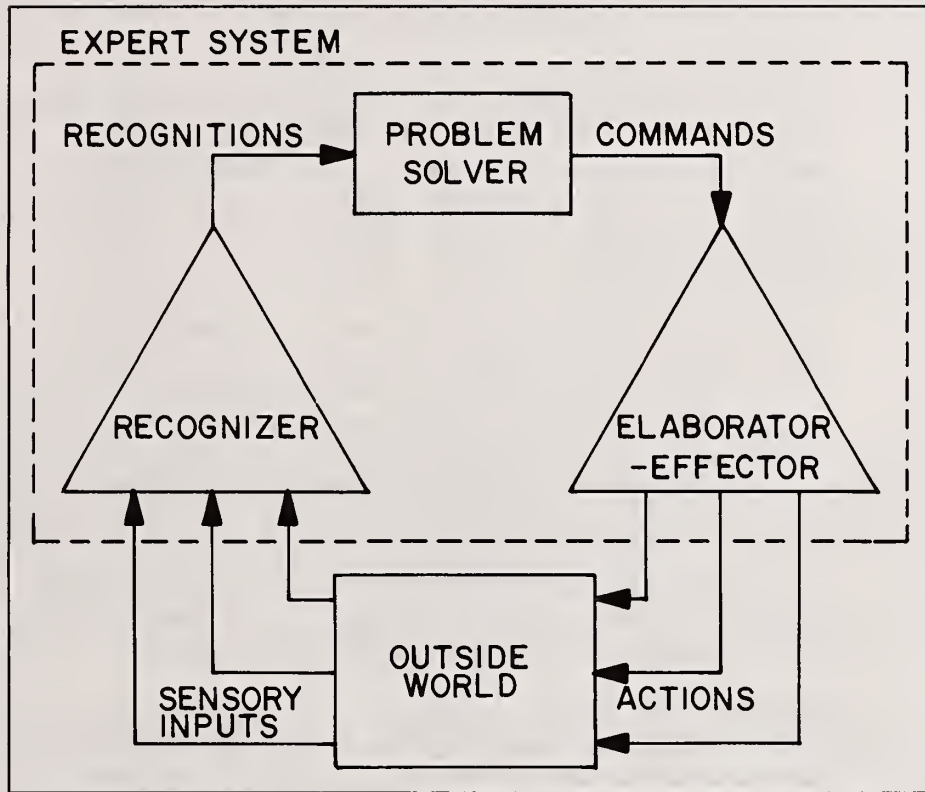 EXPERT SYSTEM
RECOGNITIONS
PROBLEM
SOLVER
COMMANDS
RECOGNIZER
ELABORATOR
-EFFECTOR
OUTSIDE
WORLD
SENSORY
INPUTS
ACTIONS